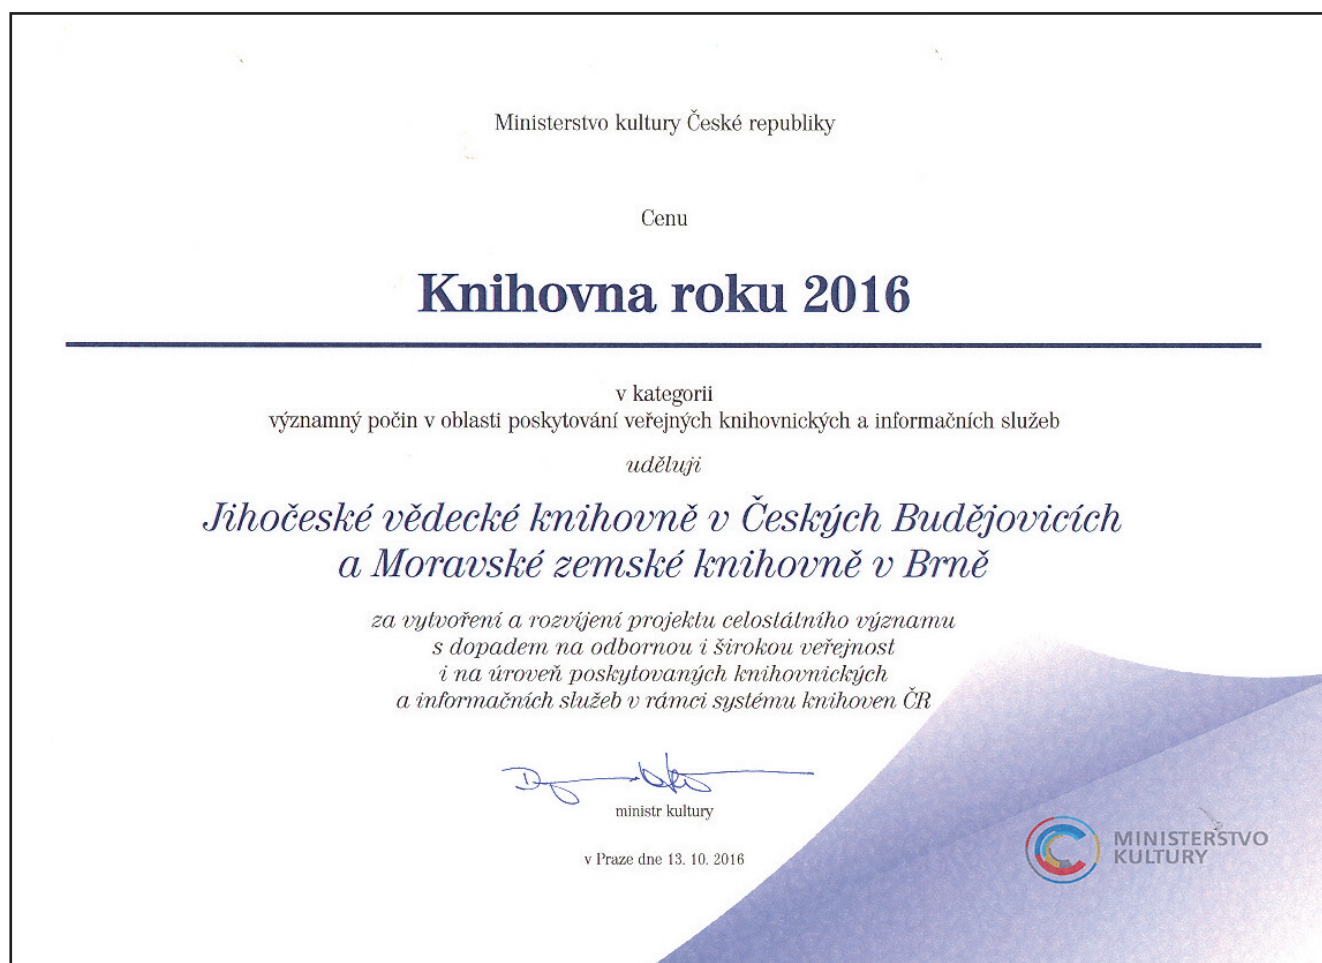 Ministerstvo kultury České republiky
Cenu
Knihovna roku 2016
v kategorii
významný počin v oblasti poskytování veřejných knihovnických a informačních služeb
uděluji
Jihočeské vědecké knihovně v Českých Budějovicích
a Moravské zemské knihovně v Brně
za vytvoření a rozvíjení projektu celostátního významu
s dopadem na odbornou i širokou veřejnost
i na úroveň poskytovaných knihovnických
a informačních služeb v rámci systému knihoven ČR
ministr kultury
v Praze dne 13. 10. 2016
MINISTERSTVO
KULTURY